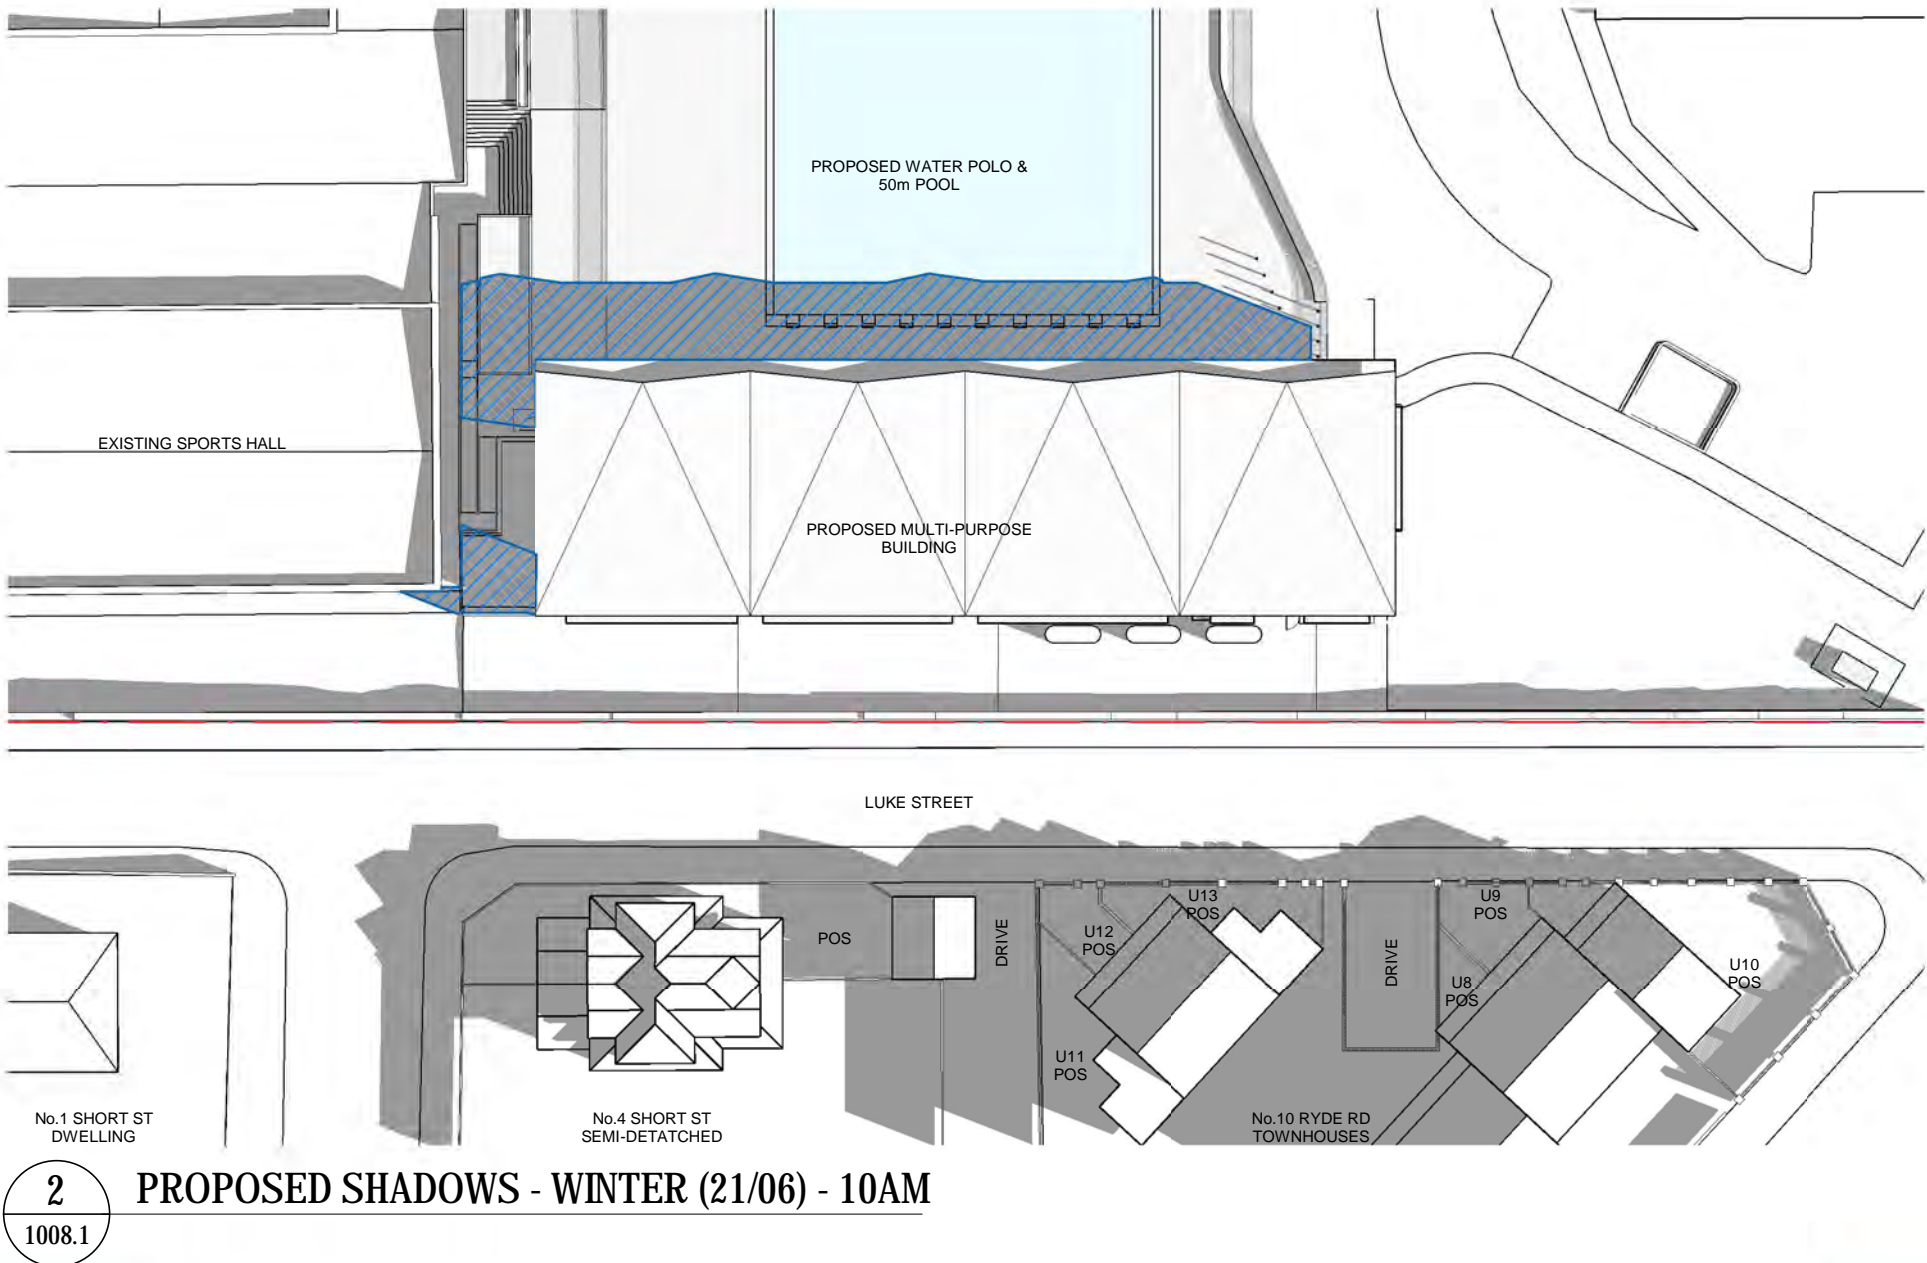 PROPOSED WATER POLO &
50m POOL
EXISTING SPORTS HALL
PROPOSED MULTI-PURPOSE
BUILDING
LUKE STREET
POS
DRIVE
U12
POS
U13
POS
U11
POS
DRIVE
U9
POS
U8
POS
U10
POS
No.1 SHORT ST
DWELLING
No.4 SHORT ST
SEMI-DETATCHED
No.10 RYDE RD
TOWNHOUSES
2
1008.1
PROPOSED SHADOWS - WINTER (21/06) - 10AM